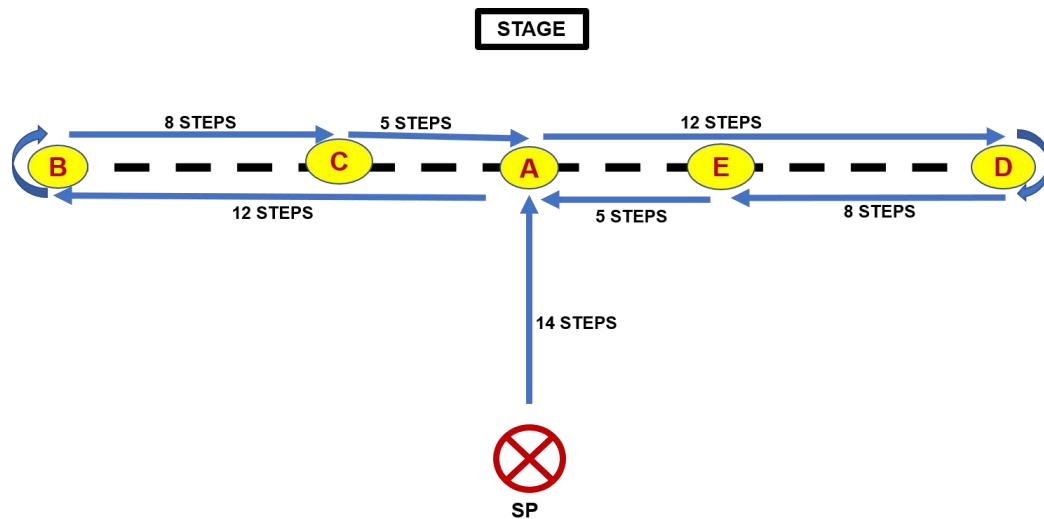 STAGE
8 STEPS
5 STEPS
12 STEPS
B
C
A
E
D
12 STEPS
5 STEPS
8 STEPS
14 STEPS
SP